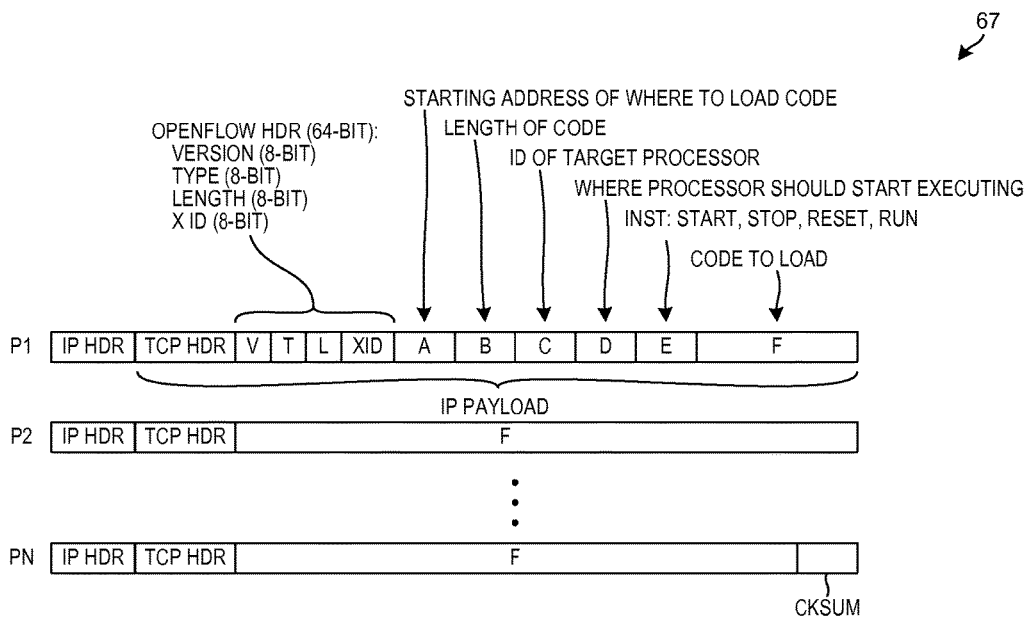 67
STARTING ADDRESS OF WHERE TO LOAD CODE
OPENFLOW HDR (64-BIT):
VERSION (8-BIT)
TYPE (8-BIT)
LENGTH (8-BIT)
X ID (8-BIT)
LENGTH OF CODE
ID OF TARGET PROCESSOR
WHERE PROCESSOR SHOULD START EXECUTING
INST: START, STOP, RESET, RUN
CODE TO LOAD
P1 IP HDR TCP HDR V T L XID A B C D E F
IP PAYLOAD
P2 IP HDR TCP HDR F
PN IP HDR TCP HDR F
CKSUM